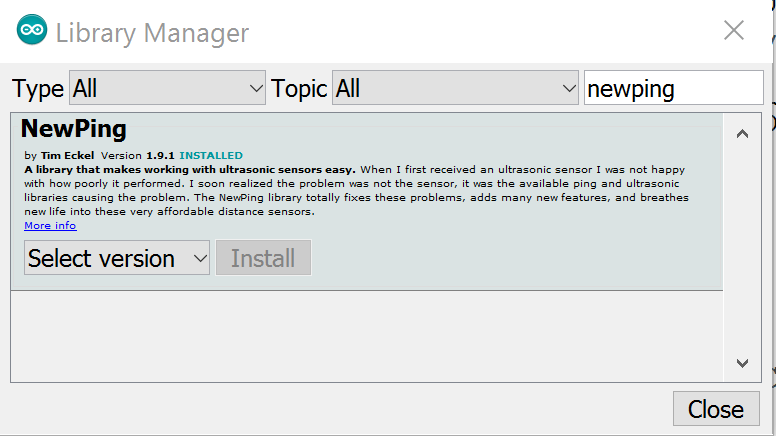 Library Manager
Type All Topic All newping
NewPing
by Tim Eckel Version 1.9.1 INSTALLED
A library that makes working with ultrasonic sensors easy. When I first received an ultrasonic sensor I was not happy
with how poorly it performed. I soon realized the problem was not the sensor, it was the available ping and ultrasonic
libraries causing the problem. The NewPing library totally fixes these problems, adds many new features, and breathes
new life into these very affordable distance sensors.
More info
Select version Install
Close